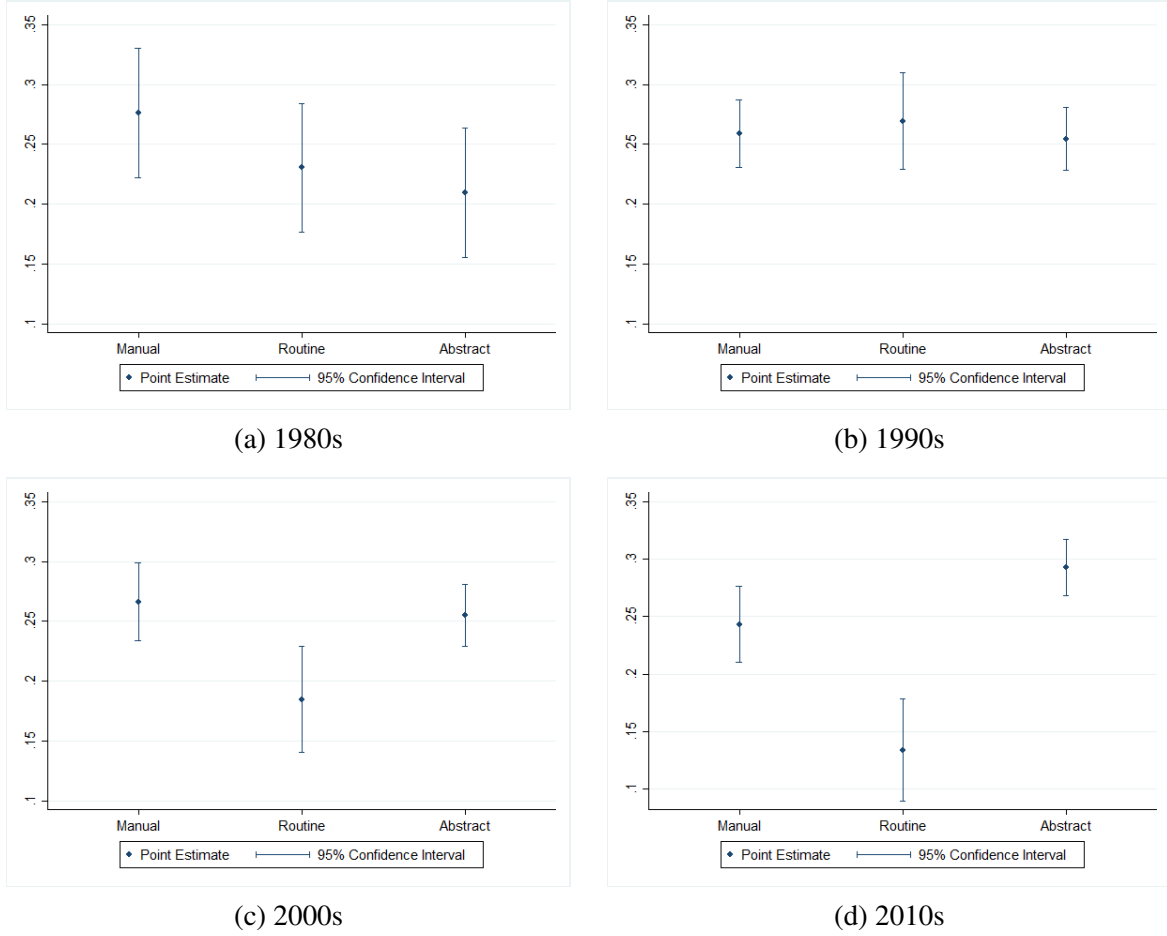 .35
.3
.25
.2
.15
.1
Manual Routine Abstract
Point Estimate 95% Confidence Interval
(a) 1980s
.35
.3
.25
.2
.15
.1
Manual Routine Abstract
Point Estimate 95% Confidence Interval
(b) 1990s
.35
.3
.25
.2
.15
.1
Manual Routine Abstract
Point Estimate 95% Confidence Interval
(c) 2000s
.35
.3
.25
.2
.15
.1
Manual Routine Abstract
Point Estimate 95% Confidence Interval
(d) 2010s